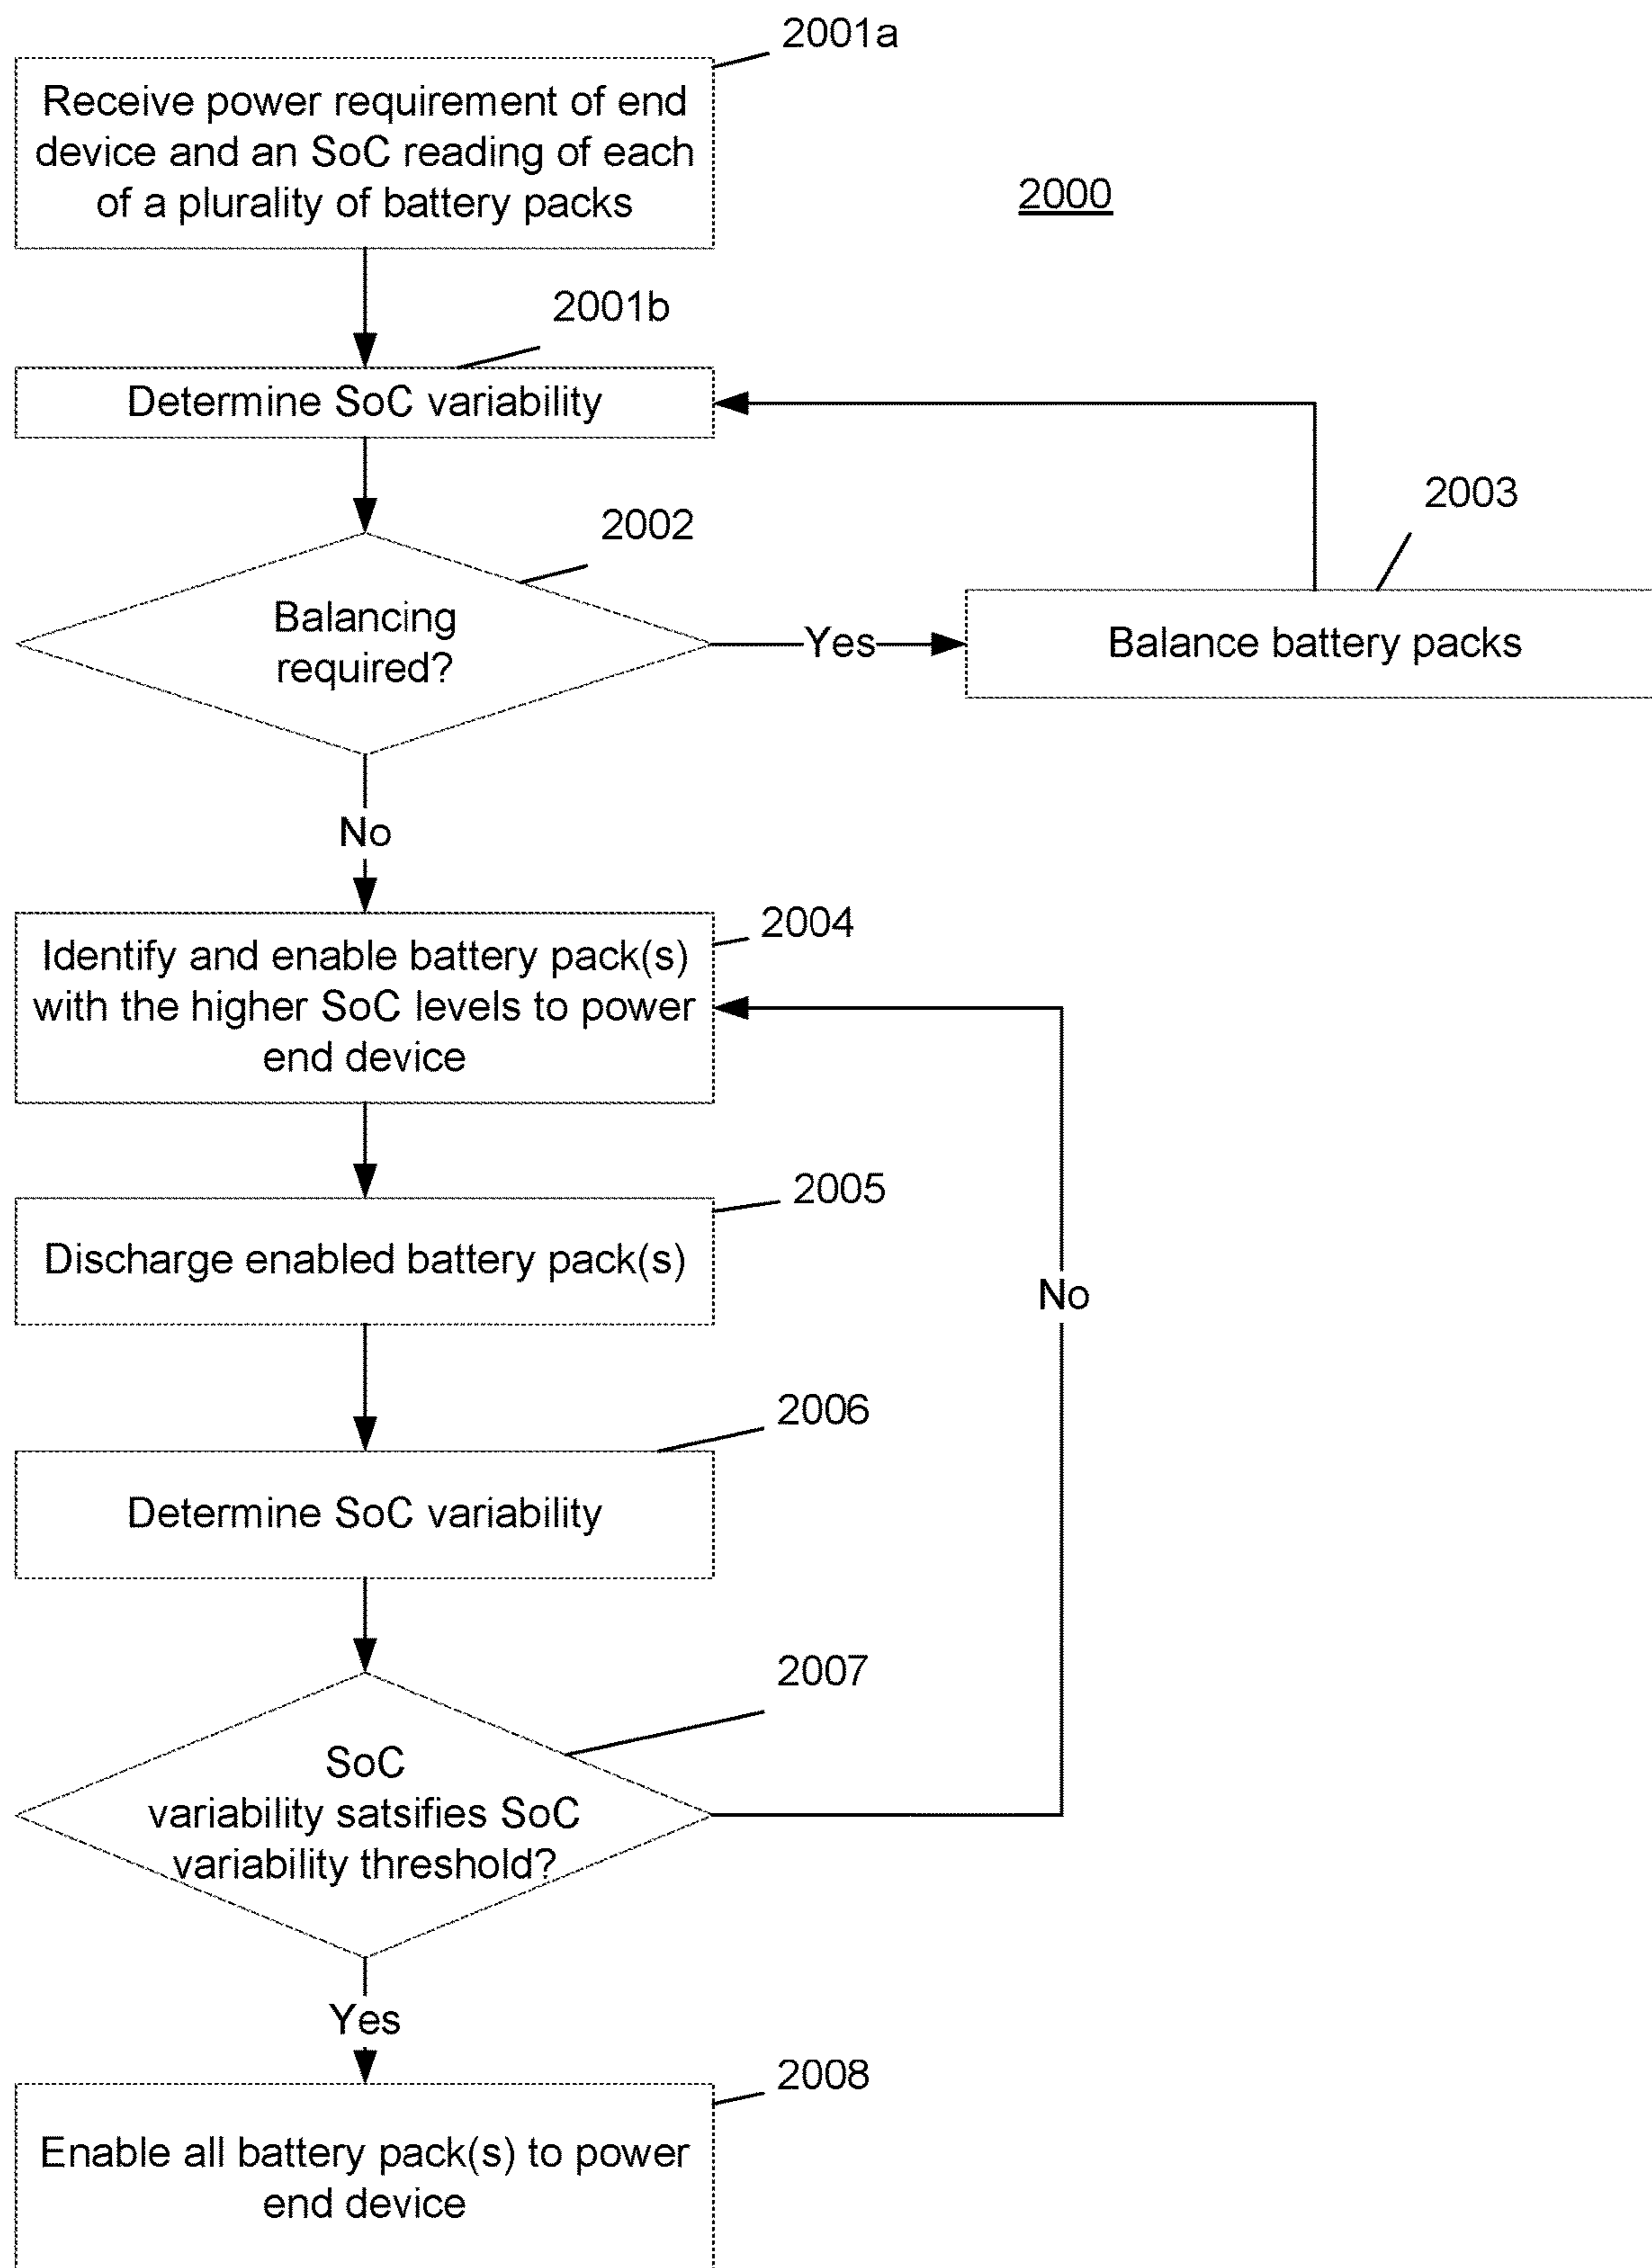 2001a
Receive power requirement of end
device and an SoC reading of each
of a plurality of battery packs
2000
2001b
Determine SoC variability
2002
2003
Balancing
required?
Yes
Balance battery packs
No
2004
Identify and enable battery pack(s)
with the higher SoC levels to power
end device
2005
Discharge enabled battery pack(s)
No
2006
Determine SoC variability
2007
SoC
variability satsifies SoC
variability threshold?
Yes
2008
Enable all battery pack(s) to power
end device